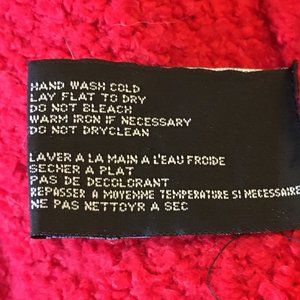 HAND WASH COLD
LAY FLAT TO DRY
DO NOT BLEACH
WARM IRON IF NECESSARY
DO NOT DRYCLEAN
LAVER A LA MAIN A L'EAU FROIDE
SECHER A PLAT
PAS DE DECOLORANT
REPASSER A MOYENNE TEMPERATURE SI NECESSAIRE
NE PAS NETTOYR A SEC